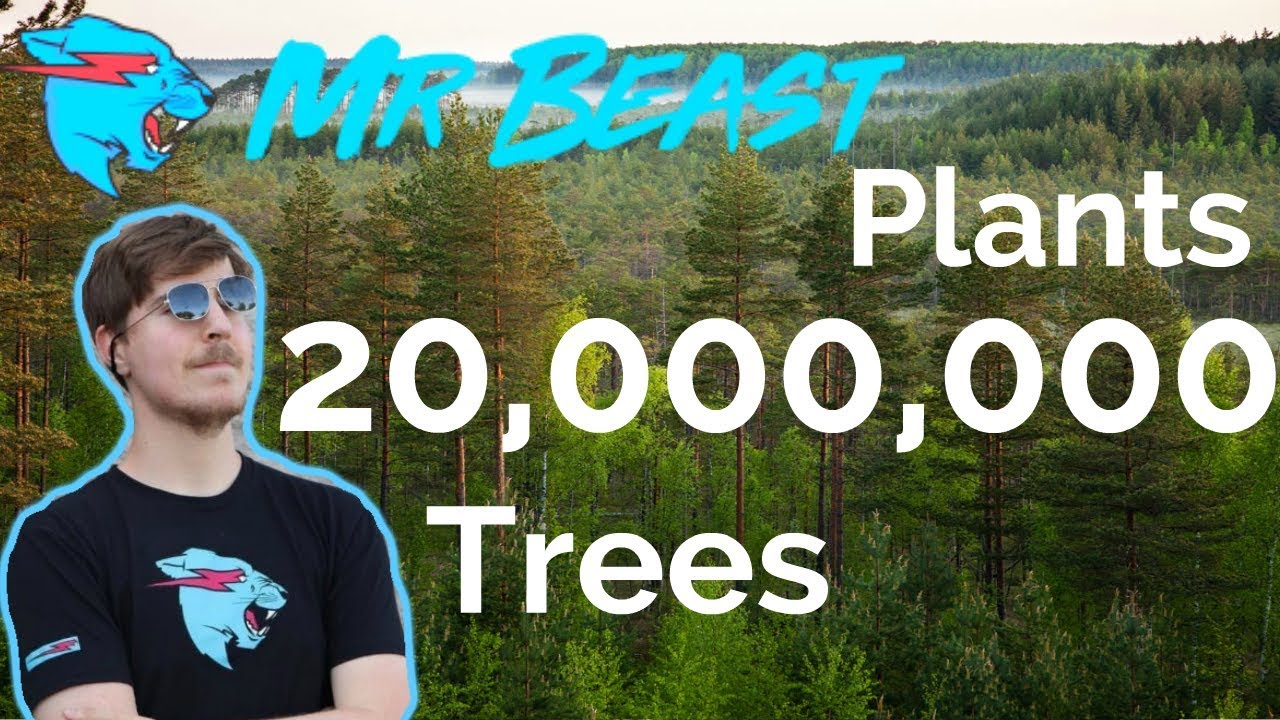 MR BEAST
Plants
20,000,000
Trees